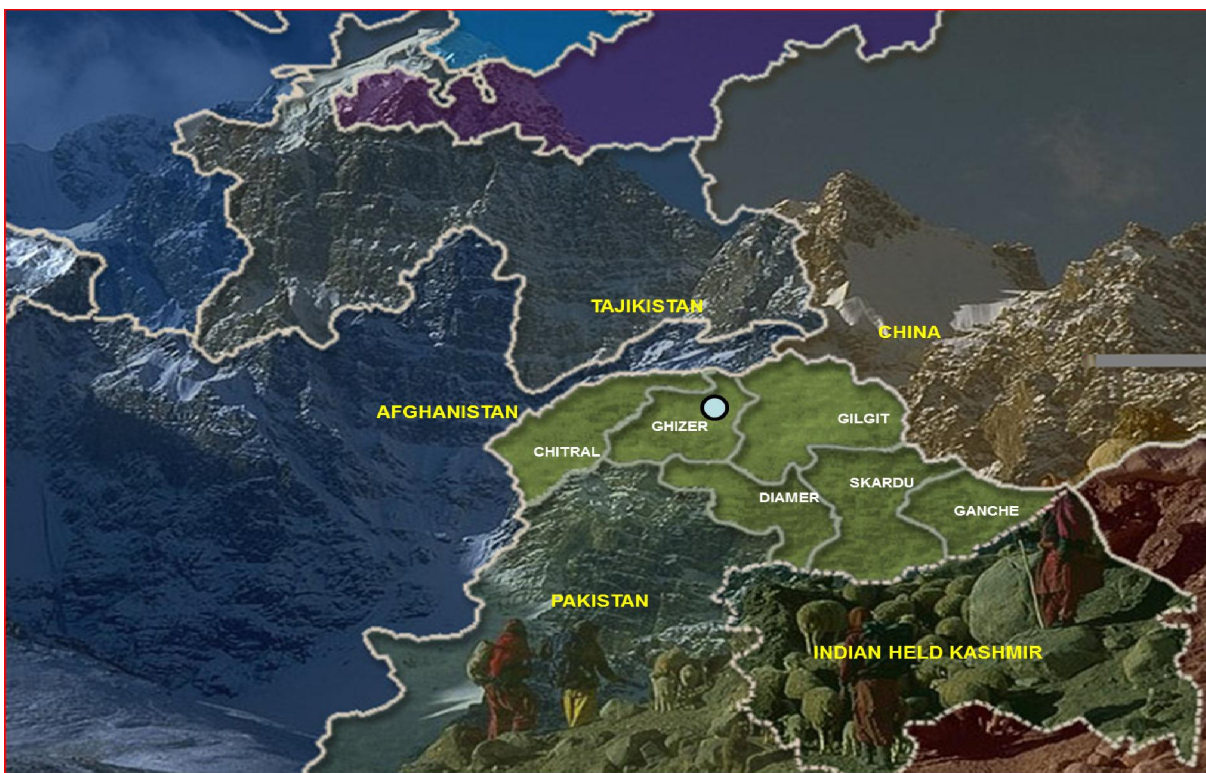 TAJIKISTAN
CHINA
AFGHANISTAN
GILGIT
GHIZER
CHITRAL
SKARDU
DIAMER
GANCHE
PAKISTAN
INDIAN HELD KASHMIR